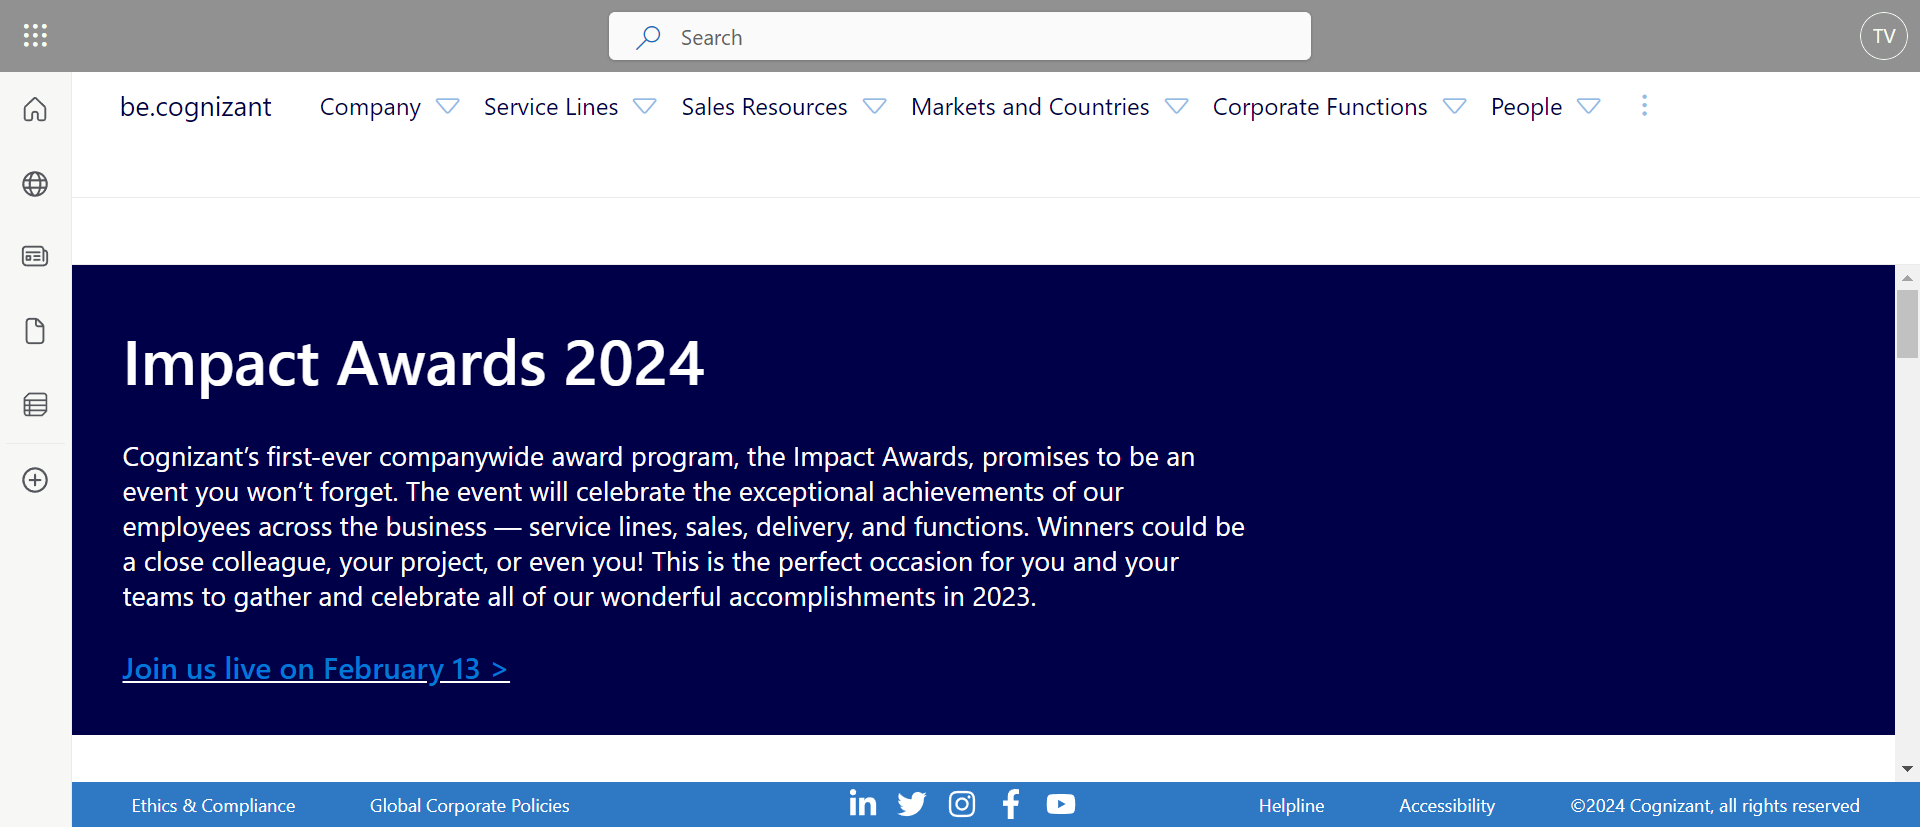 Search
TV
be.cognizant Company Service Lines Sales Resources Markets and Countries Corporate Functions People
Impact Awards 2024
Cognizant’s first-ever companywide award program, the Impact Awards, promises to be an
event you won’t forget. The event will celebrate the exceptional achievements of our
employees across the business — service lines, sales, delivery, and functions. Winners could be
a close colleague, your project, or even you! This is the perfect occasion for you and your
teams to gather and celebrate all of our wonderful accomplishments in 2023.
Join us live on February 13 >
Ethics & Compliance Global Corporate Policies Helpline Accessibility ©2024 Cognizant, all rights reserved